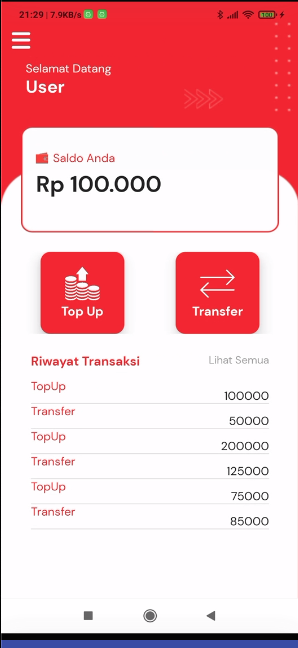 21:29 | 7.9KB/s
100
Selamat Datang
User
Saldo Anda
Rp 100.000
Top Up
Transfer
Riwayat Transaksi
Lihat Semua
TopUp
100000
Transfer
50000
TopUp
200000
Transfer
125000
TopUp
75000
Transfer
85000